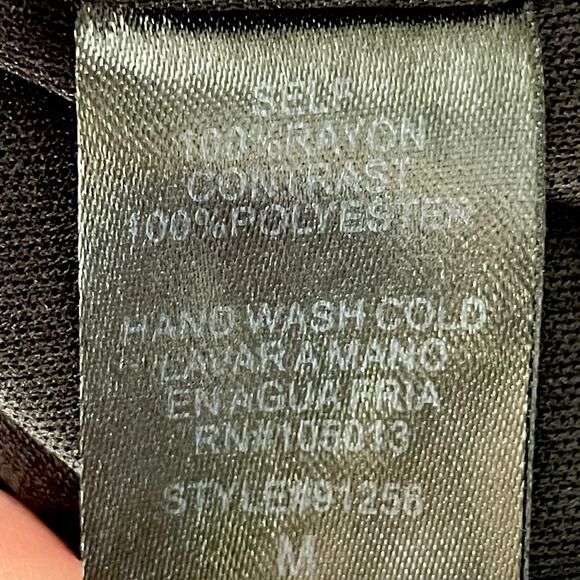 SELF
100%RAYON
CONTRAST
100%POLYESTER
HAND WASH COLD
LAVAR A MANO
EN AGUA FRIA
RN#105013
STYLE#91256
M